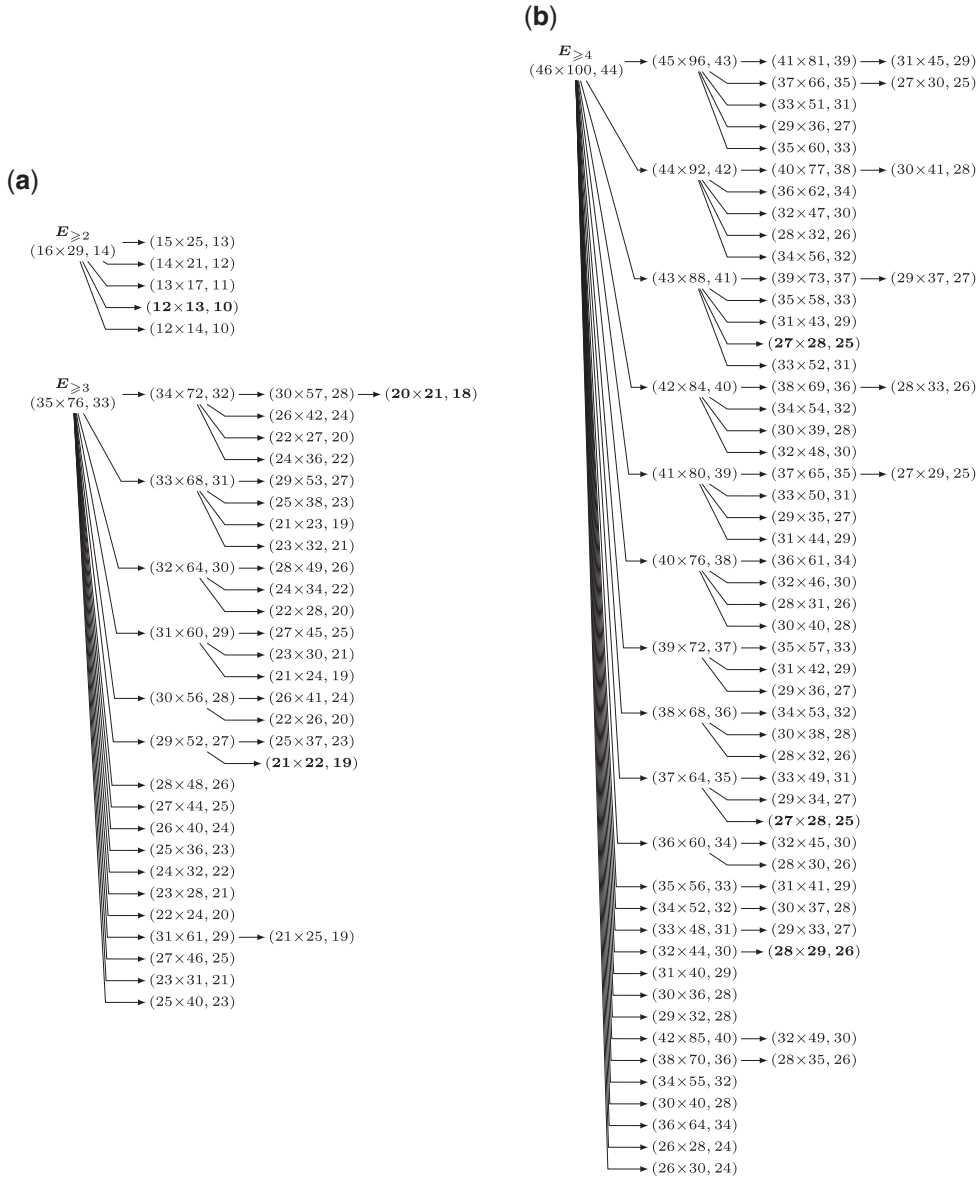 (a)
E⩾2
(16×29, 14)
(15×25, 13)
(14×21, 12)
(13×17, 11)
(12×13, 10)
(12×14, 10)
E⩾3
(35×76, 33)
(34×72, 32) (30×57, 28) (20×21, 18)
(26×42, 24)
(22×27, 20)
(24×36, 22)
(33×68, 31) (29×53, 27)
(25×38, 23)
(21×23, 19)
(23×32, 21)
(32×64, 30) (28×49, 26)
(24×34, 22)
(22×28, 20)
(31×60, 29) (27×45, 25)
(23×30, 21)
(21×24, 19)
(30×56, 28) (26×41, 24)
(22×26, 20)
(29×52, 27) (25×37, 23)
(21×22, 19)
(28×48, 26)
(27×44, 25)
(26×40, 24)
(25×36, 23)
(24×32, 22)
(23×28, 21)
(22×24, 20)
(31×61, 29) (21×25, 19)
(27×46, 25)
(23×31, 21)
(25×40, 23)
(b)
E⩾4
(46×100, 44)
(45×96, 43) (41×81, 39) (31×45, 29)
(37×66, 35) (27×30, 25)
(33×51, 31)
(29×36, 27)
(35×60, 33)
(44×92, 42) (40×77, 38) (30×41, 28)
(36×62, 34)
(32×47, 30)
(28×32, 26)
(34×56, 32)
(43×88, 41) (39×73, 37) (29×37, 27)
(35×58, 33)
(31×43, 29)
(27×28, 25)
(33×52, 31)
(42×84, 40) (38×69, 36) (28×33, 26)
(34×54, 32)
(30×39, 28)
(32×48, 30)
(41×80, 39) (37×65, 35) (27×29, 25)
(33×50, 31)
(29×35, 27)
(31×44, 29)
(40×76, 38) (36×61, 34)
(32×46, 30)
(28×31, 26)
(30×40, 28)
(39×72, 37) (35×57, 33)
(31×42, 29)
(29×36, 27)
(38×68, 36) (34×53, 32)
(30×38, 28)
(28×32, 26)
(37×64, 35) (33×49, 31)
(29×34, 27)
(27×28, 25)
(36×60, 34) (32×45, 30)
(28×30, 26)
(35×56, 33) (31×41, 29)
(34×52, 32) (30×37, 28)
(33×48, 31) (29×33, 27)
(32×44, 30) (28×29, 26)
(31×40, 29)
(30×36, 28)
(29×32, 28)
(42×85, 40) (32×49, 30)
(38×70, 36) (28×35, 26)
(34×55, 32)
(30×40, 28)
(36×64, 34)
(26×28, 24)
(26×30, 24)